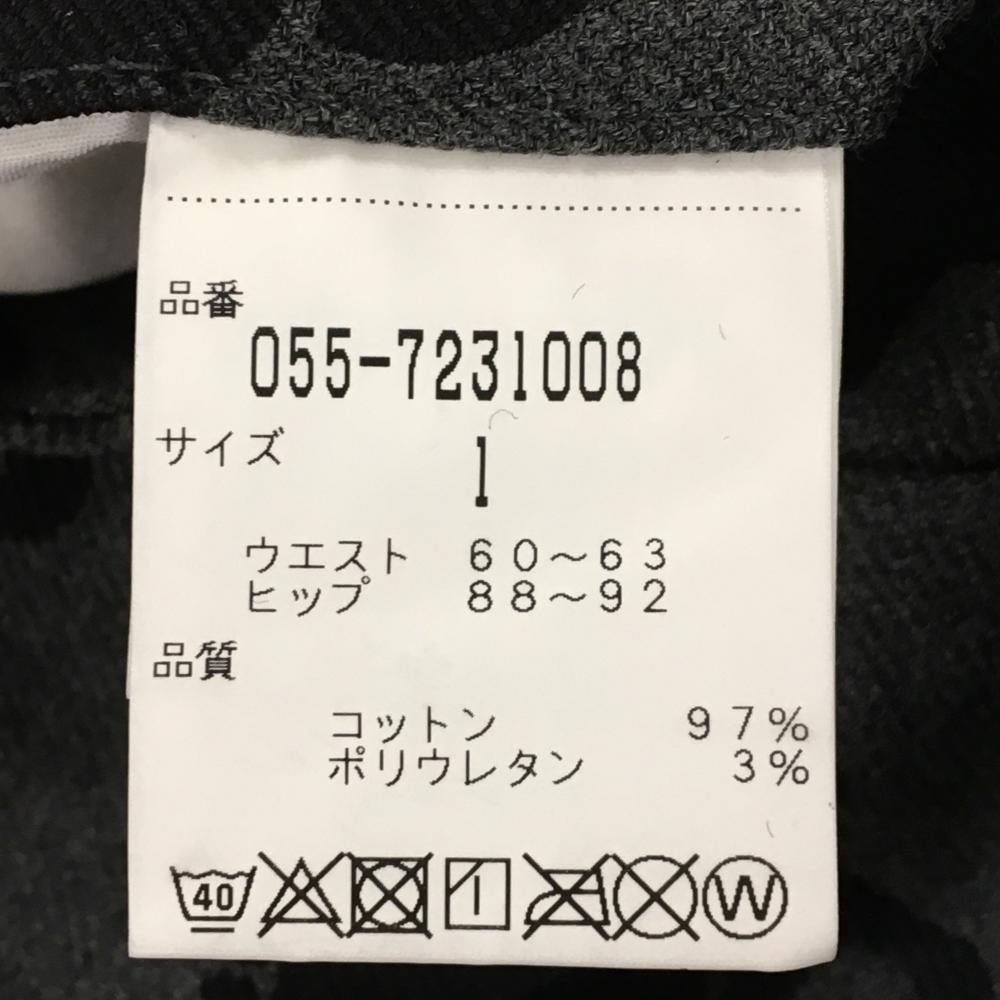 品番
055-7231008
サイズ 1
ウエスト 60~63
ヒップ 88~92
品質
コットン 97%
ポリウレタン 3%
40 W